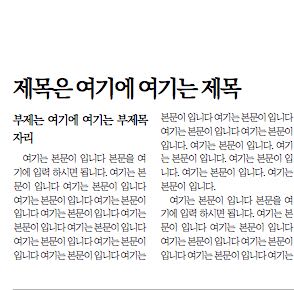 제목은 여기에 여기는 제목
부제는 여기에 여기는 부제목
자리
여기는 본문이 입니다 본문을 여
기에 입력 하시면 됩니다. 여기는 본
문이 입니다 여기는 본문이 입니다
여기는 본문이 입니다 여기는 본문이
입니다 여기는 본문이 입니다 여기는
본문이 입니다 여기는 본문이 입니다
여기는 본문이 입니다 여기는 본문이
입니다 여기는 본문이 입니다 여기는
본문이 입니다 여기는 본문이 입니다
여기는 본문이 입니다 여기는 본문이
입니다. 여기는 본문이 입니다. 여기
는 본문이 입니다. 여기는 본문이 입
니다. 여기는 본문이 입니다. 여기는
본문이 입니다.
여기는 본문이 입니다 본문을 여
기에 입력 하시면 됩니다. 여기는 본
문이 입니다 여기는 본문이 입니다
여기는 본문이 입니다 여기는 본문이
입니다 여기는 본문이 입니다 여기는